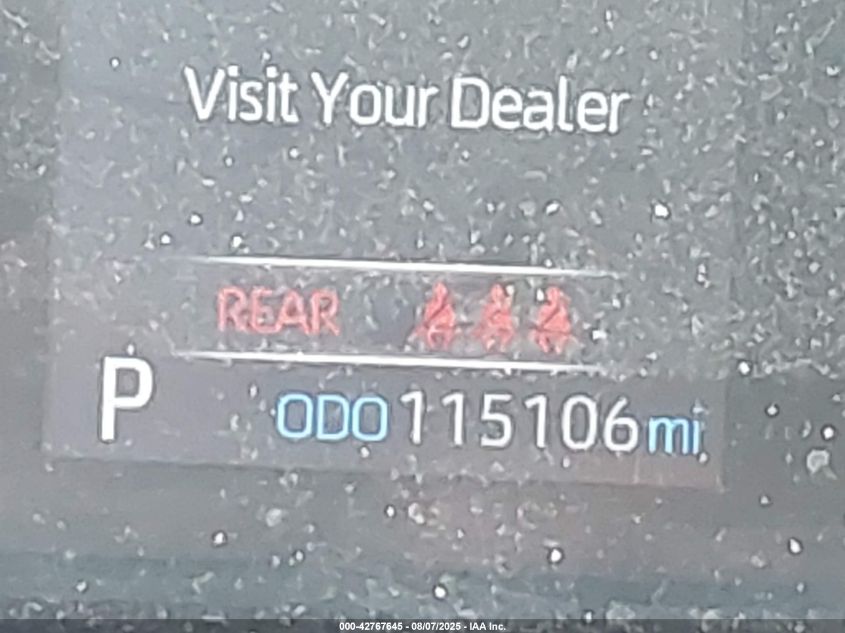 Visit Your Dealer
REAR
P ODO 115106 mi
000-42767645 - 08/07/2025 - IAA Inc.